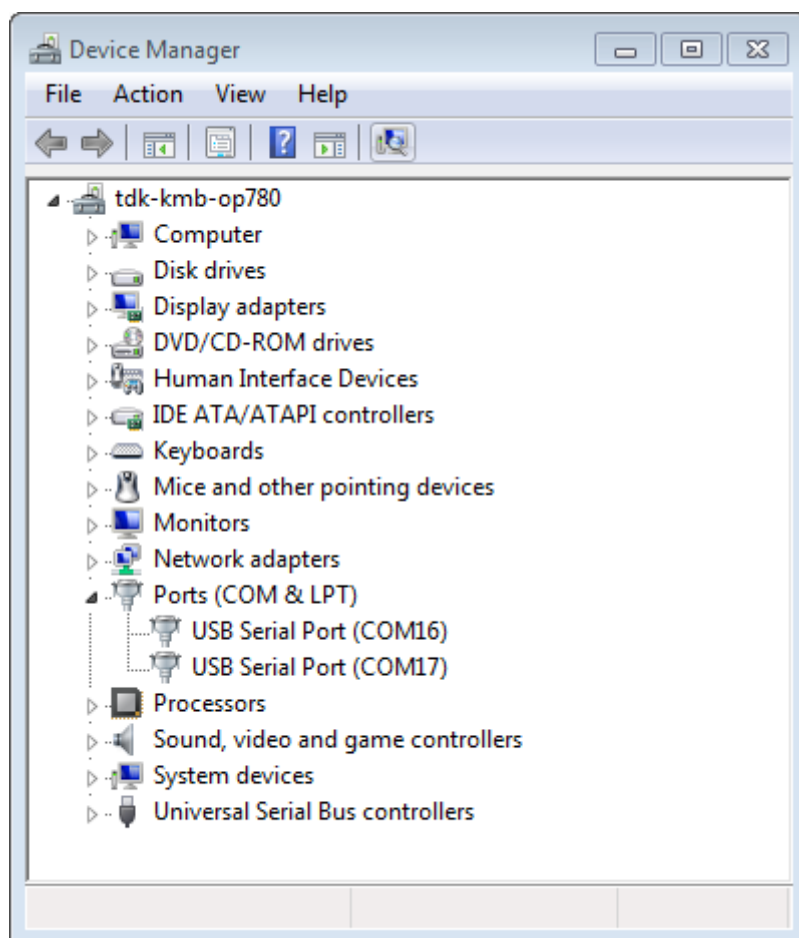 Device Manager
File Action View Help
tdk-kmb-op780
Computer
Disk drives
Display adapters
DVD/CD-ROM drives
Human Interface Devices
IDE ATA/ATAPI controllers
Keyboards
Mice and other pointing devices
Monitors
Network adapters
Ports (COM & LPT)
USB Serial Port (COM16)
USB Serial Port (COM17)
Processors
Sound, video and game controllers
System devices
Universal Serial Bus controllers